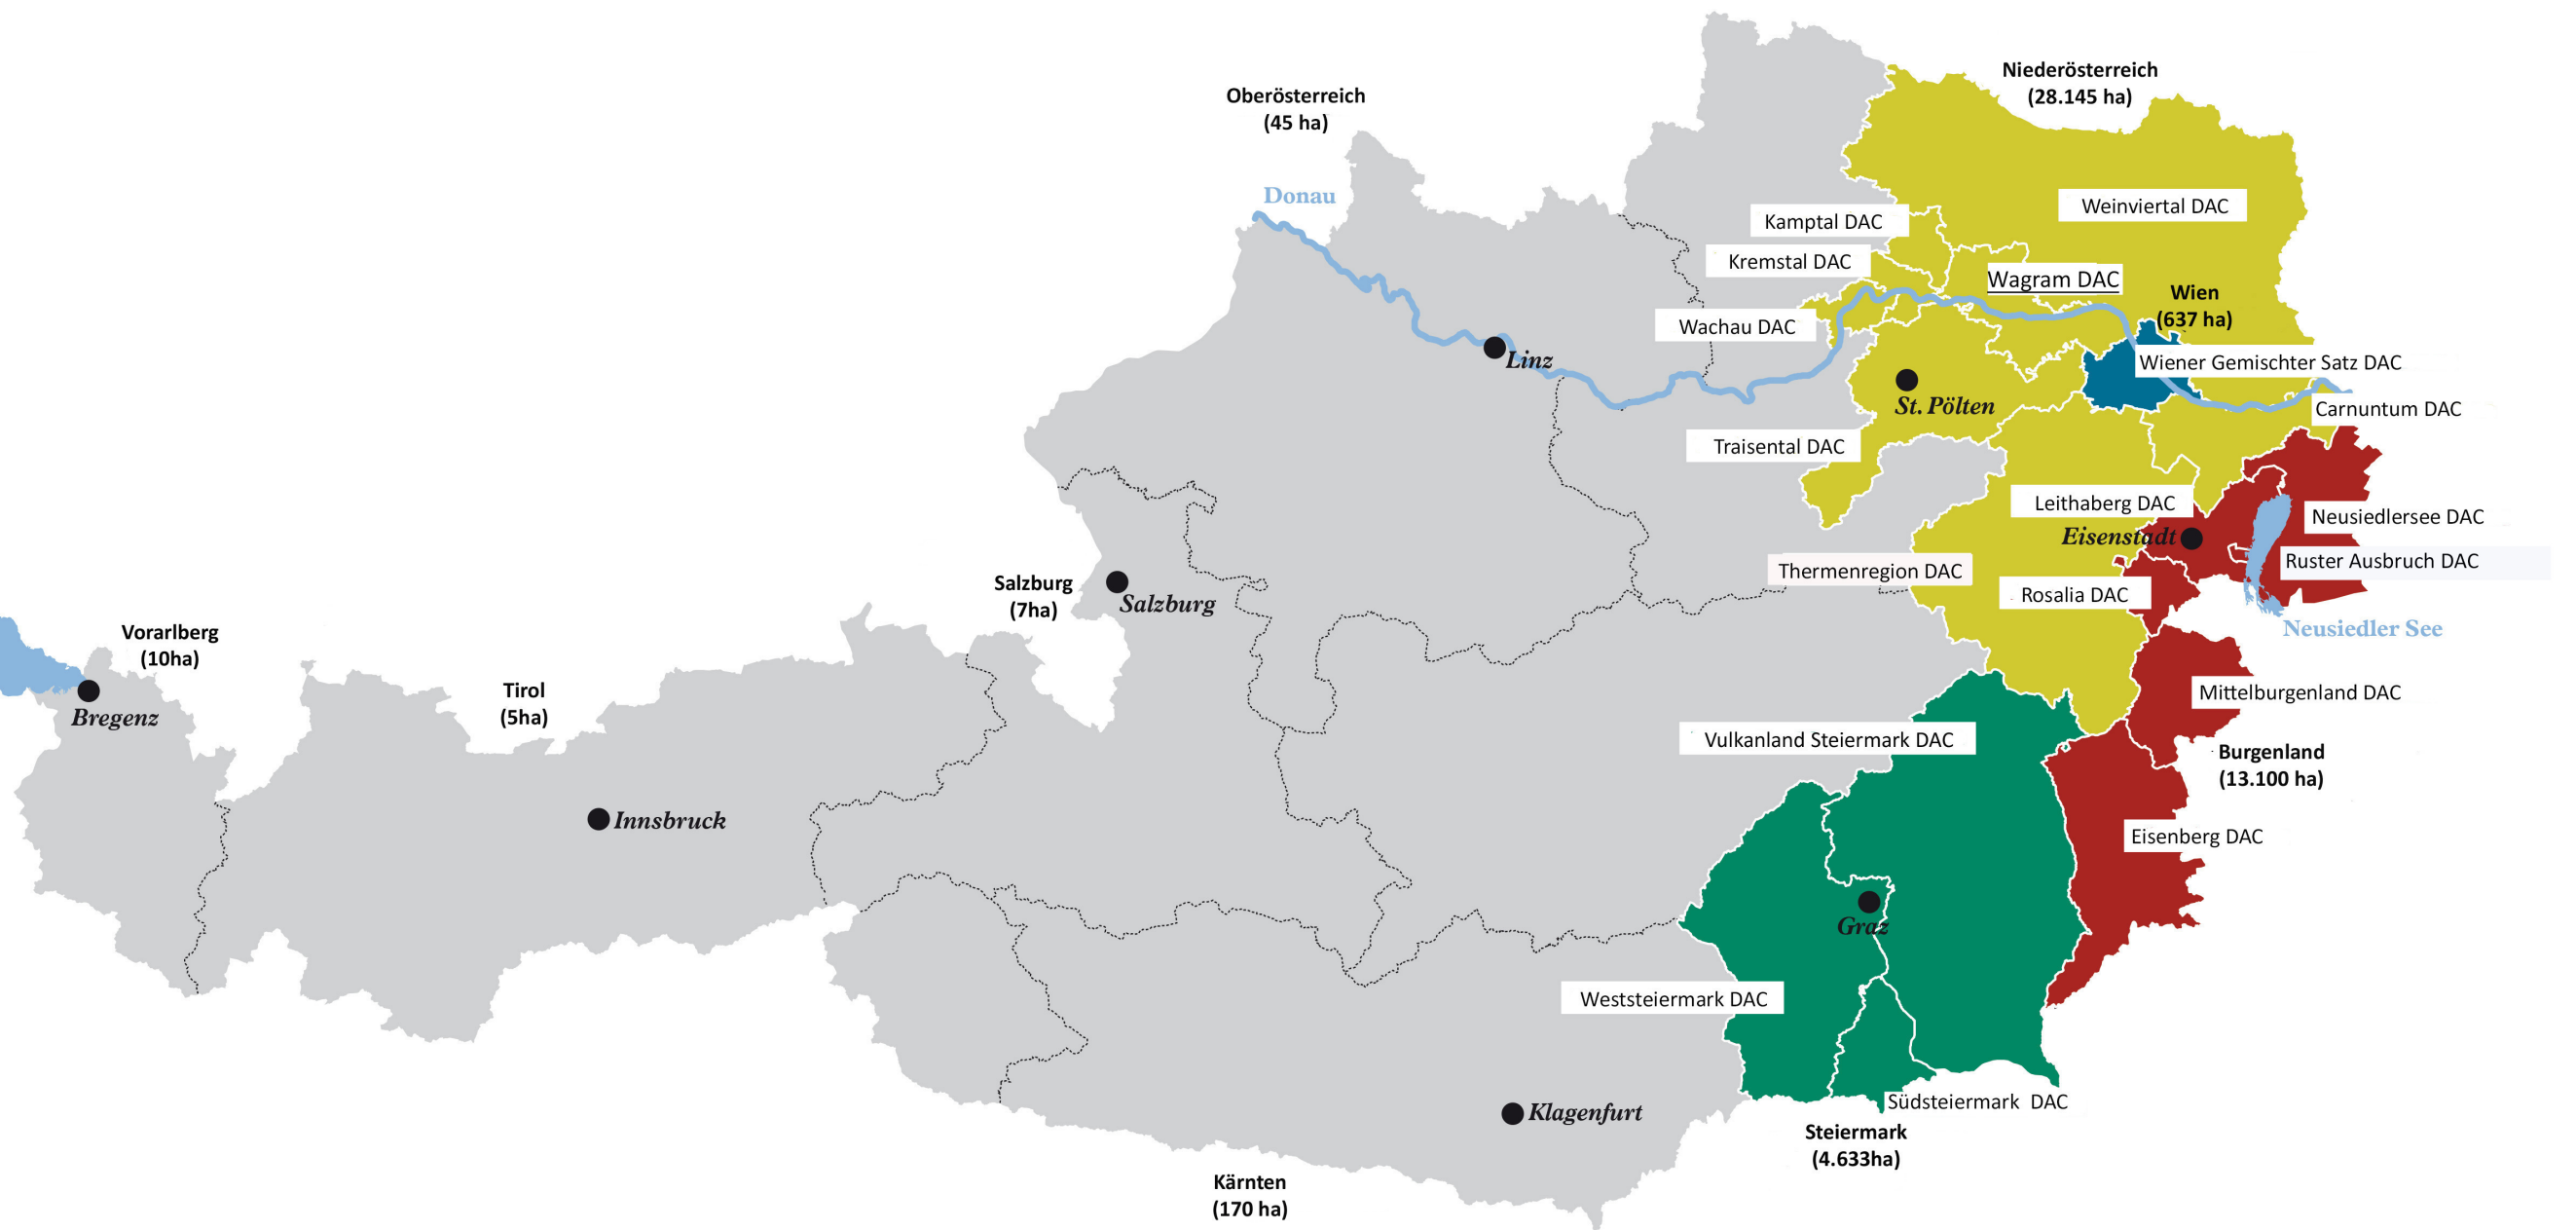 Niederösterreich
(28.145 ha)
Oberösterreich
(45 ha)
Donau
Weinviertal DAC
Kamptal DAC
Kremstal DAC
Wagram DAC
Wien
(637 ha)
Wachau DAC
Linz
Wiener Gemischter Satz DAC
St. Pölten
Carnuntum DAC
Traisental DAC
Leithaberg DAC
Neusiedlersee DAC
Eisenstadt
Ruster Ausbruch DAC
Thermenregion DAC
Salzburg
(7ha)
Salzburg
Rosalia DAC
Neusiedler See
Vorarlberg
(10ha)
Bregenz
Tirol
(5ha)
Mittelburgenland DAC
Vulkanland Steiermark DAC
Burgenland
(13.100 ha)
Innsbruck
Eisenberg DAC
Graz
Weststeiermark DAC
Klagenfurt
Südsteiermark DAC
Steiermark
(4.633ha)
Kärnten
(170 ha)